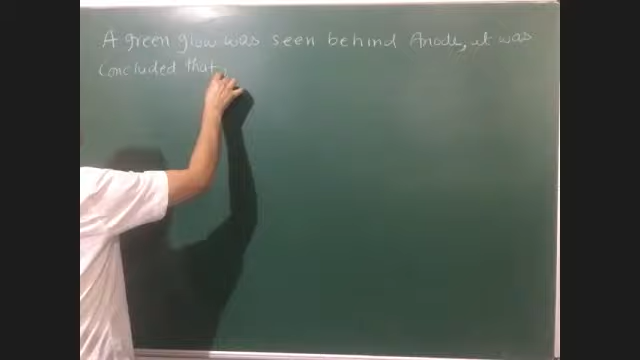 A green glow was seen behind Anode, it was
concluded that